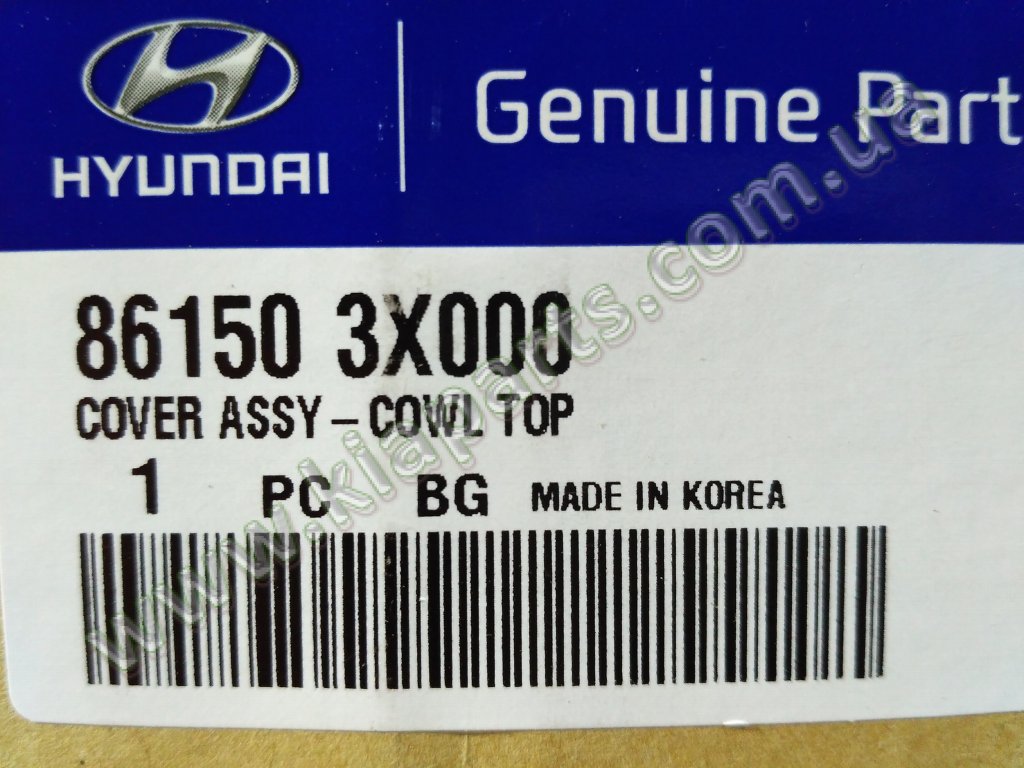 HYUNDAI
Genuine Part
86150 3X000
COVER ASSY - COWL TOP
1 PC BG MADE IN KOREA
www.kiaparts.com.ua